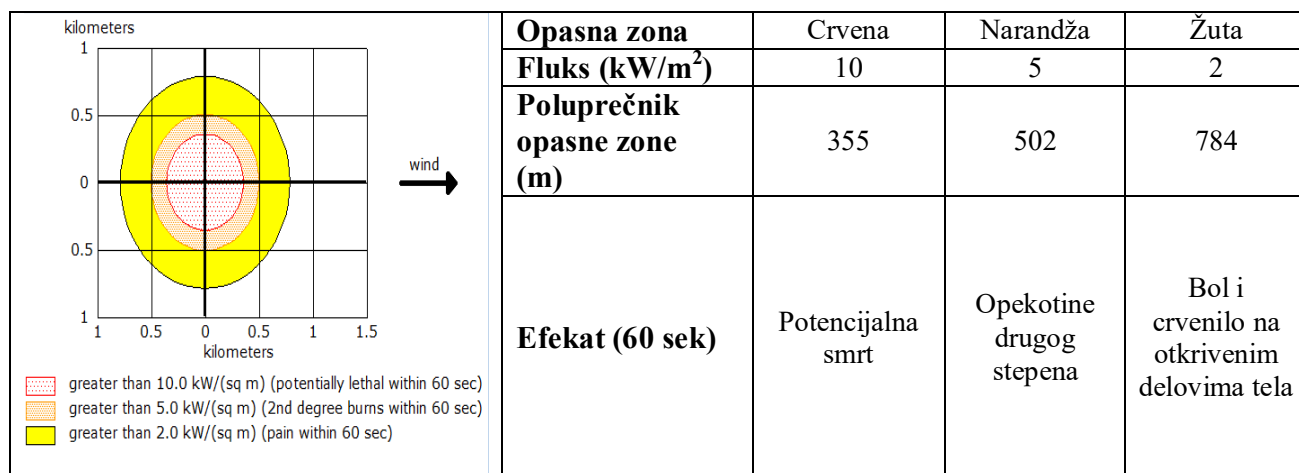 kilometers
1
0.5
0
0.5
1
1 0.5 0 0.5 1 1.5
kilometers
wind
greater than 10.0 kW/(sq m) (potentially lethal within 60 sec)
greater than 5.0 kW/(sq m) (2nd degree burns within 60 sec)
greater than 2.0 kW/(sq m) (pain within 60 sec)
Opasna zona Crvena Narandža Žuta
Fluks (kW/m²) 10 5 2
Poluprečnik
opasne zone 355 502 784
(m)
Efekat (60 sec) Potencijalna
smrt
Opekotine
drugog
stepena
Bol i
crvenilo na
otkrivenim
delovima tela